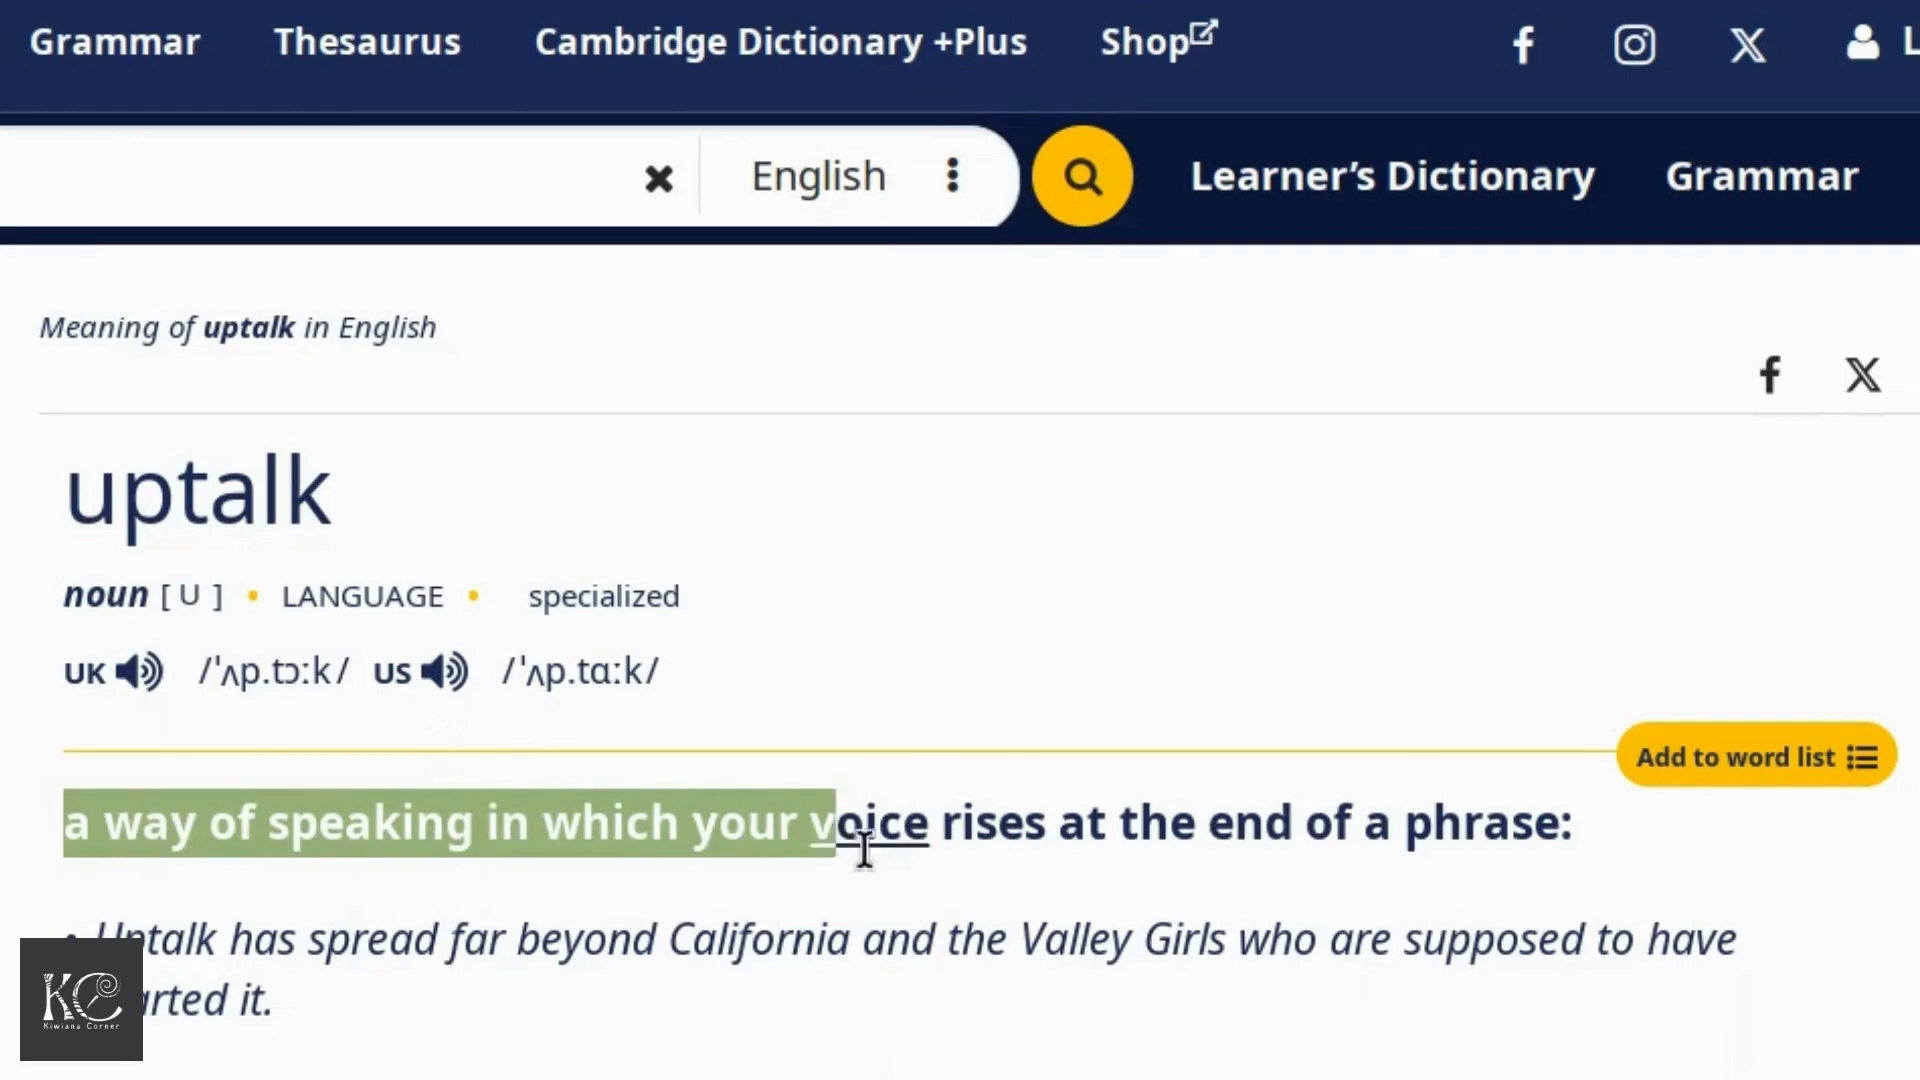 Grammar Thesaurus Cambridge Dictionary +Plus Shop
English Learner's Dictionary Grammar
Meaning of uptalk in English
uptalk
noun [ U ] • LANGUAGE • specialized
UK /ˈʌp.tɔːk/ US /ˈʌp.tɑːk/
Add to word list
a way of speaking in which your voice rises at the end of a phrase:
• Uptalk has spread far beyond California and the Valley Girls who are supposed to have
arted it.
KC
Kiwiana Corner